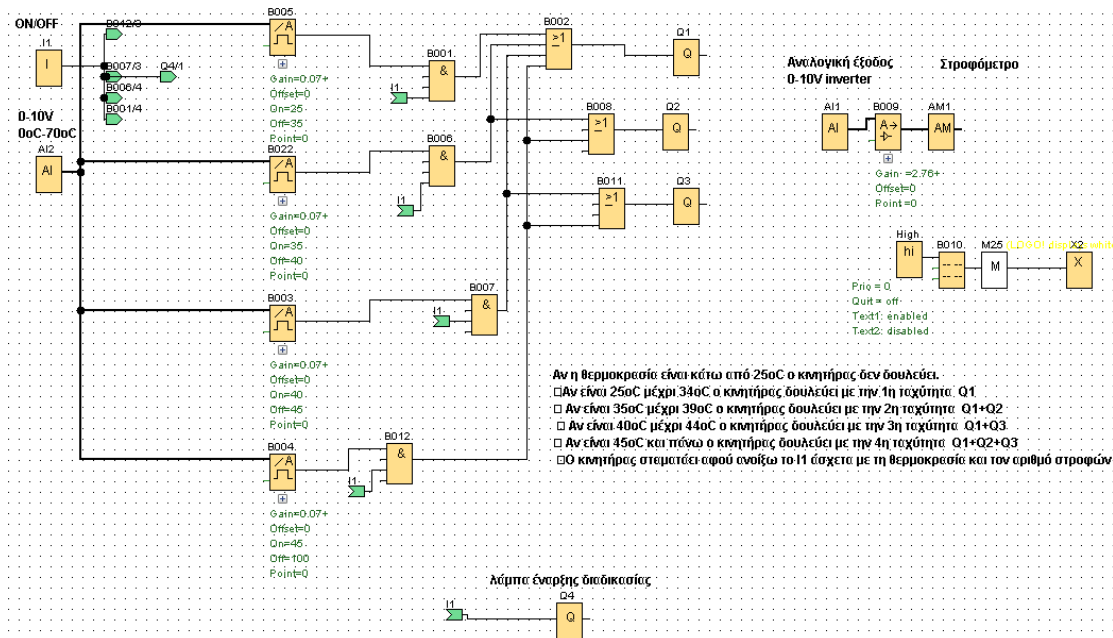 ON/OFF
I1
I
B012/3
B007/3
Q4/1
B006/4
B001/4
0-10V
0oC-70oC
AI2
AI
B005
/A
Gain=0.07+
Offset=0
On=25
Off=35
Point=0
B022
/A
Gain=0.07+
Offset=0
On=35
Off=40
Point=0
B003
/A
Gain=0.07+
Offset=0
On=40
Off=45
Point=0
B004
/A
Gain=0.07+
Offset=0
On=45
Off=100
Point=0
B001
&
I1
B006
&
I1
B007
&
I1
B012
&
I1
B002
>1
Q1
Q
B008
>1
Q2
Q
B011
>1
Q3
Q
Αναλογική έξοδος
0-10V inverter
Στροφόμετρο
AI1
AI
B009
A→
AM1
AM
Gain =2.76+
Offset=0
Point=0
High
hi
B010
M25
M
X2
X
Prio = 0
Quit = off
Text1: enabled
Text2: disabled
Αν η θερμοκρασία είναι κάτω από 25οC ο κινητήρας δεν δουλεύει.
Αν είναι 25οC μέχρι 34οC ο κινητήρας δουλεύει με την 1η ταχύτητα Q1
Αν είναι 35οC μέχρι 39οC ο κινητήρας δουλεύει με την 2η ταχύτητα Q1+Q2
Αν είναι 40οC μέχρι 44οC ο κινητήρας δουλεύει με την 3η ταχύτητα Q1+Q3
Αν είναι 45οC και πάνω ο κινητήρας δουλεύει με την 4η ταχύτητα Q1+Q2+Q3
Ο κινητήρας σταματάει αφού ανοίξω το I1 άσχετα με τη θερμοκρασία και τον αριθμό στροφών
λάμπα έναρξης διαδικασίας
I1
Q4
Q